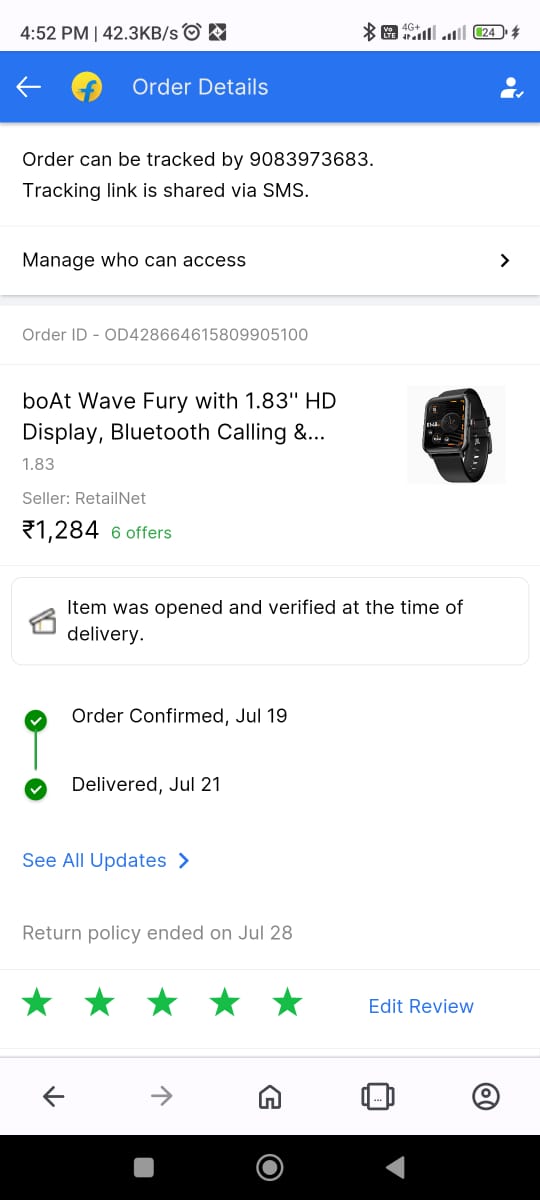 4:52 PM | 42.3KB/s
Vo LTE 4G+ 24
Order Details
Order can be tracked by 9083973683.
Tracking link is shared via SMS.
Manage who can access
Order ID - OD428664615809905100
boAt Wave Fury with 1.83'' HD
Display, Bluetooth Calling &...
1.83
Seller: RetailNet
₹1,284 6 offers
Item was opened and verified at the time of
delivery.
Order Confirmed, Jul 19
Delivered, Jul 21
See All Updates
Return policy ended on Jul 28
Edit Review